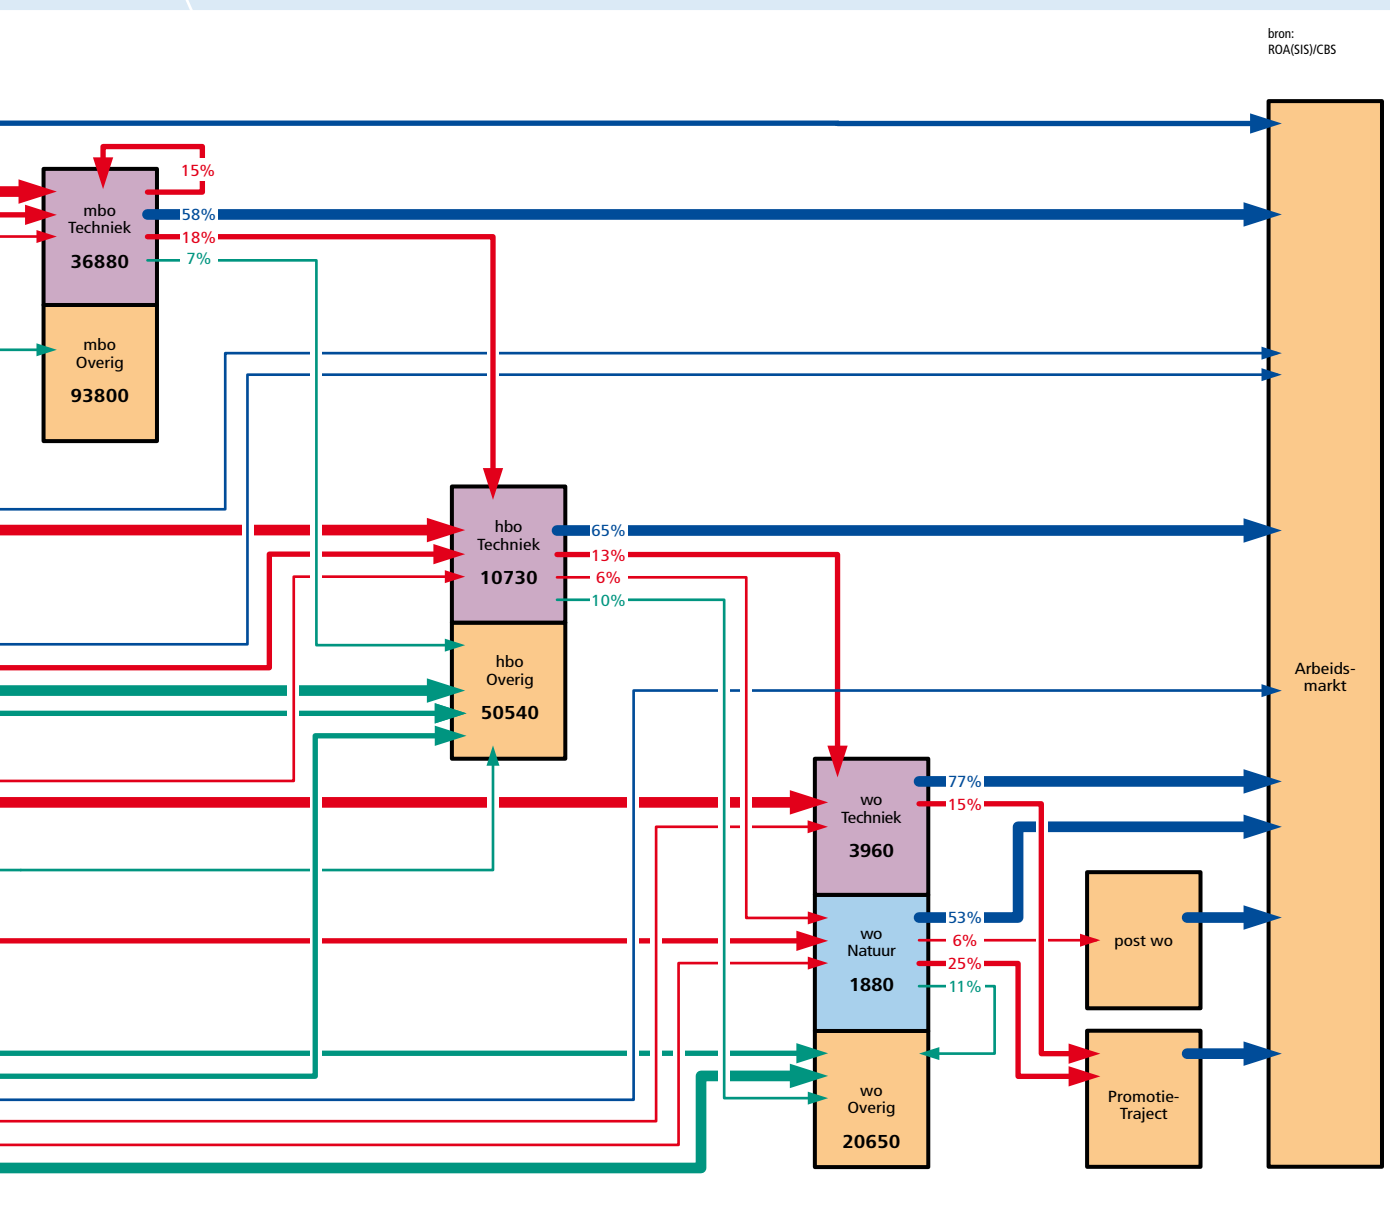 bron:
ROA(SIS)/CBS
15%
mbo
Techniek
36880
58%
18%
7%
mbo
Overig
93800
hbo
Techniek
10730
65%
13%
6%
10%
hbo
Overig
50540
Arbeids-
markt
wo
Techniek
3960
77%
15%
wo
Natuur
1880
53%
6%
25%
11%
post wo
wo
Overig
20650
Promotie-
Traject